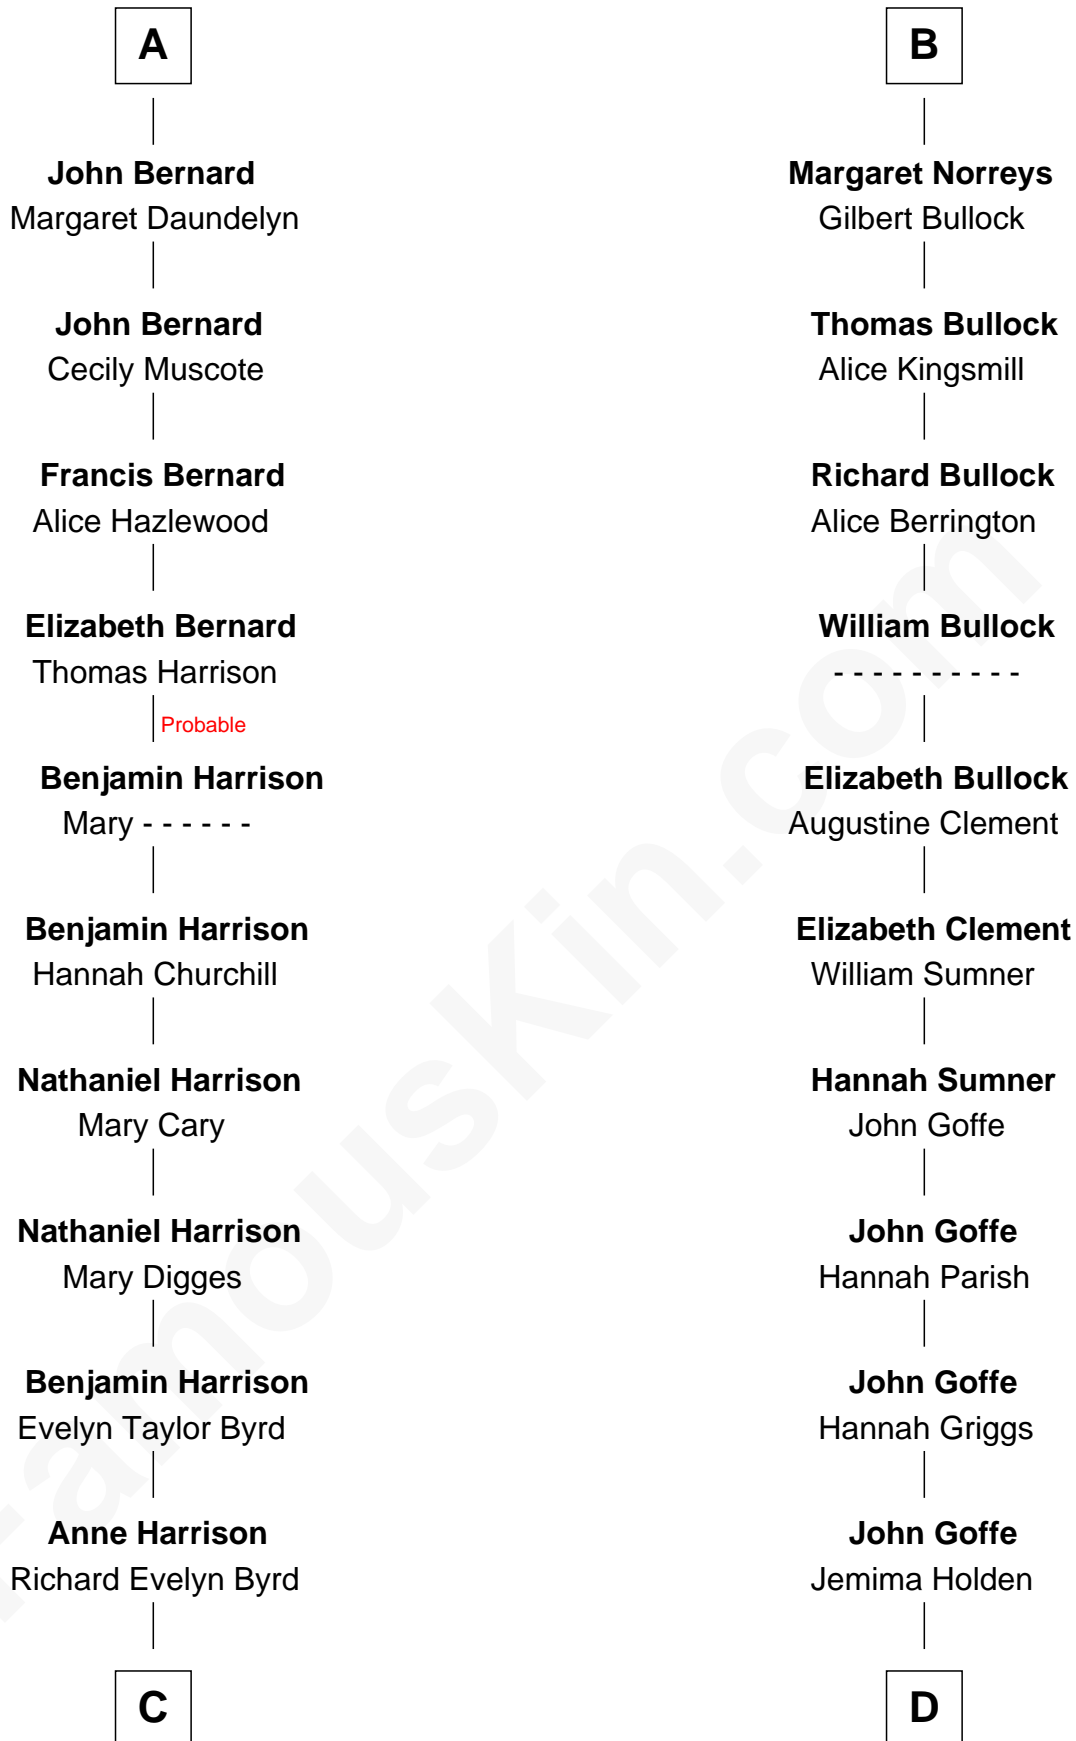 A
John Bernard
Margaret Daundelyn
John Bernard
Cecily Muscote
Francis Bernard
Alice Hazlewood
Elizabeth Bernard
Thomas Harrison
Probable
Benjamin Harrison
Mary - - - - - -
Benjamin Harrison
Hannah Churchill
Nathaniel Harrison
Mary Cary
Nathaniel Harrison
Mary Digges
Benjamin Harrison
Evelyn Taylor Byrd
Anne Harrison
Richard Evelyn Byrd
C
B
Margaret Norreys
Gilbert Bullock
Thomas Bullock
Alice Kingsmill
Richard Bullock
Alice Berrington
William Bullock
- - - - - - - - - -
Elizabeth Bullock
Augustine Clement
Elizabeth Clement
William Sumner
Hannah Sumner
John Goffe
John Goffe
Hannah Parish
John Goffe
Hannah Griggs
John Goffe
Jemima Holden
D
FamousKin.com